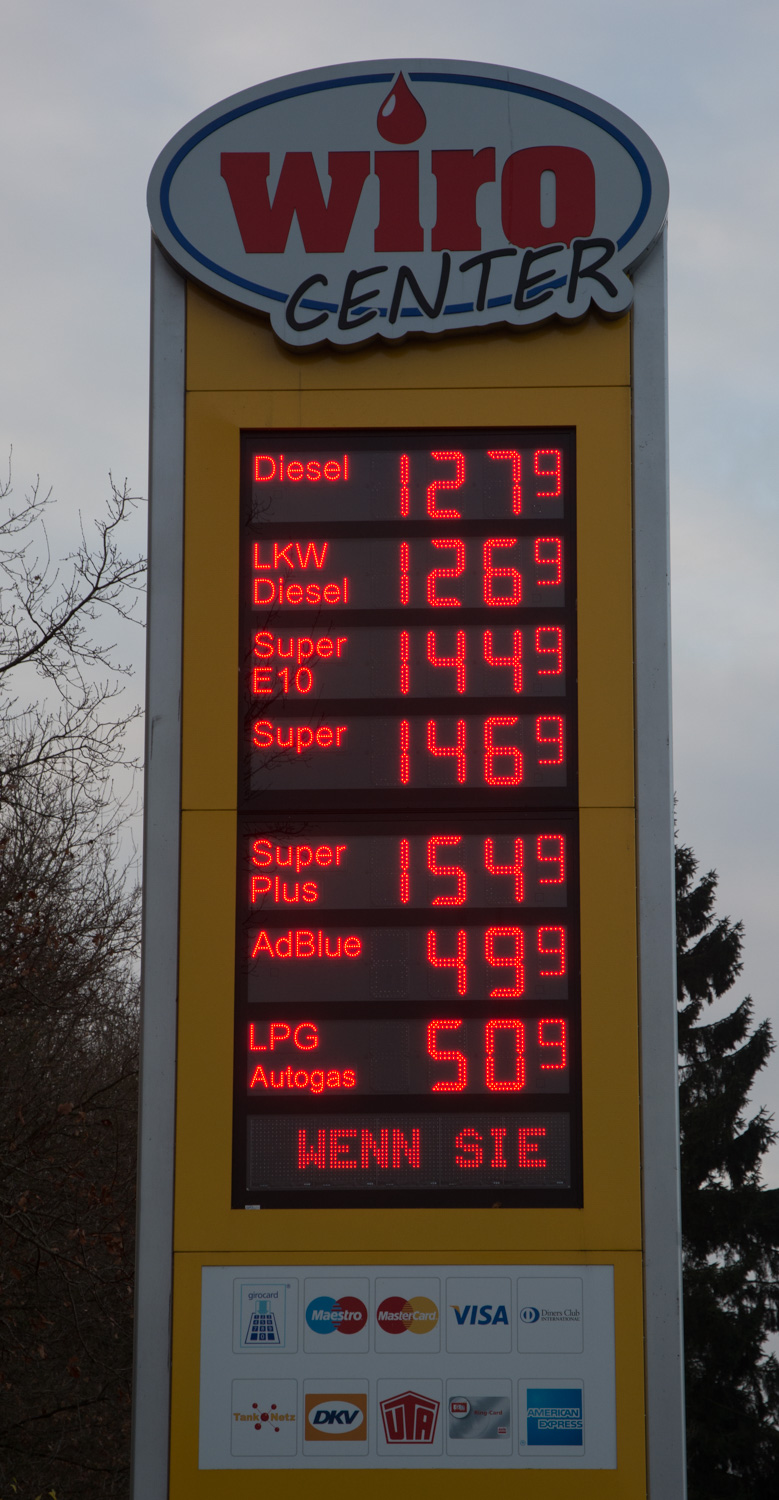 wiro
CENTER
Diesel 127 9
LKW
Diesel 126 9
Super
E10 144 9
Super 146 9
Super
Plus 154 9
AdBlue 49 9
LPG
Autogas 50 9
WENN SIE
girocard
Maestro MasterCard VISA Diners Club
INTERNATIONAL
Tank Netz DKV UTA
AMERICAN
EXPRESS